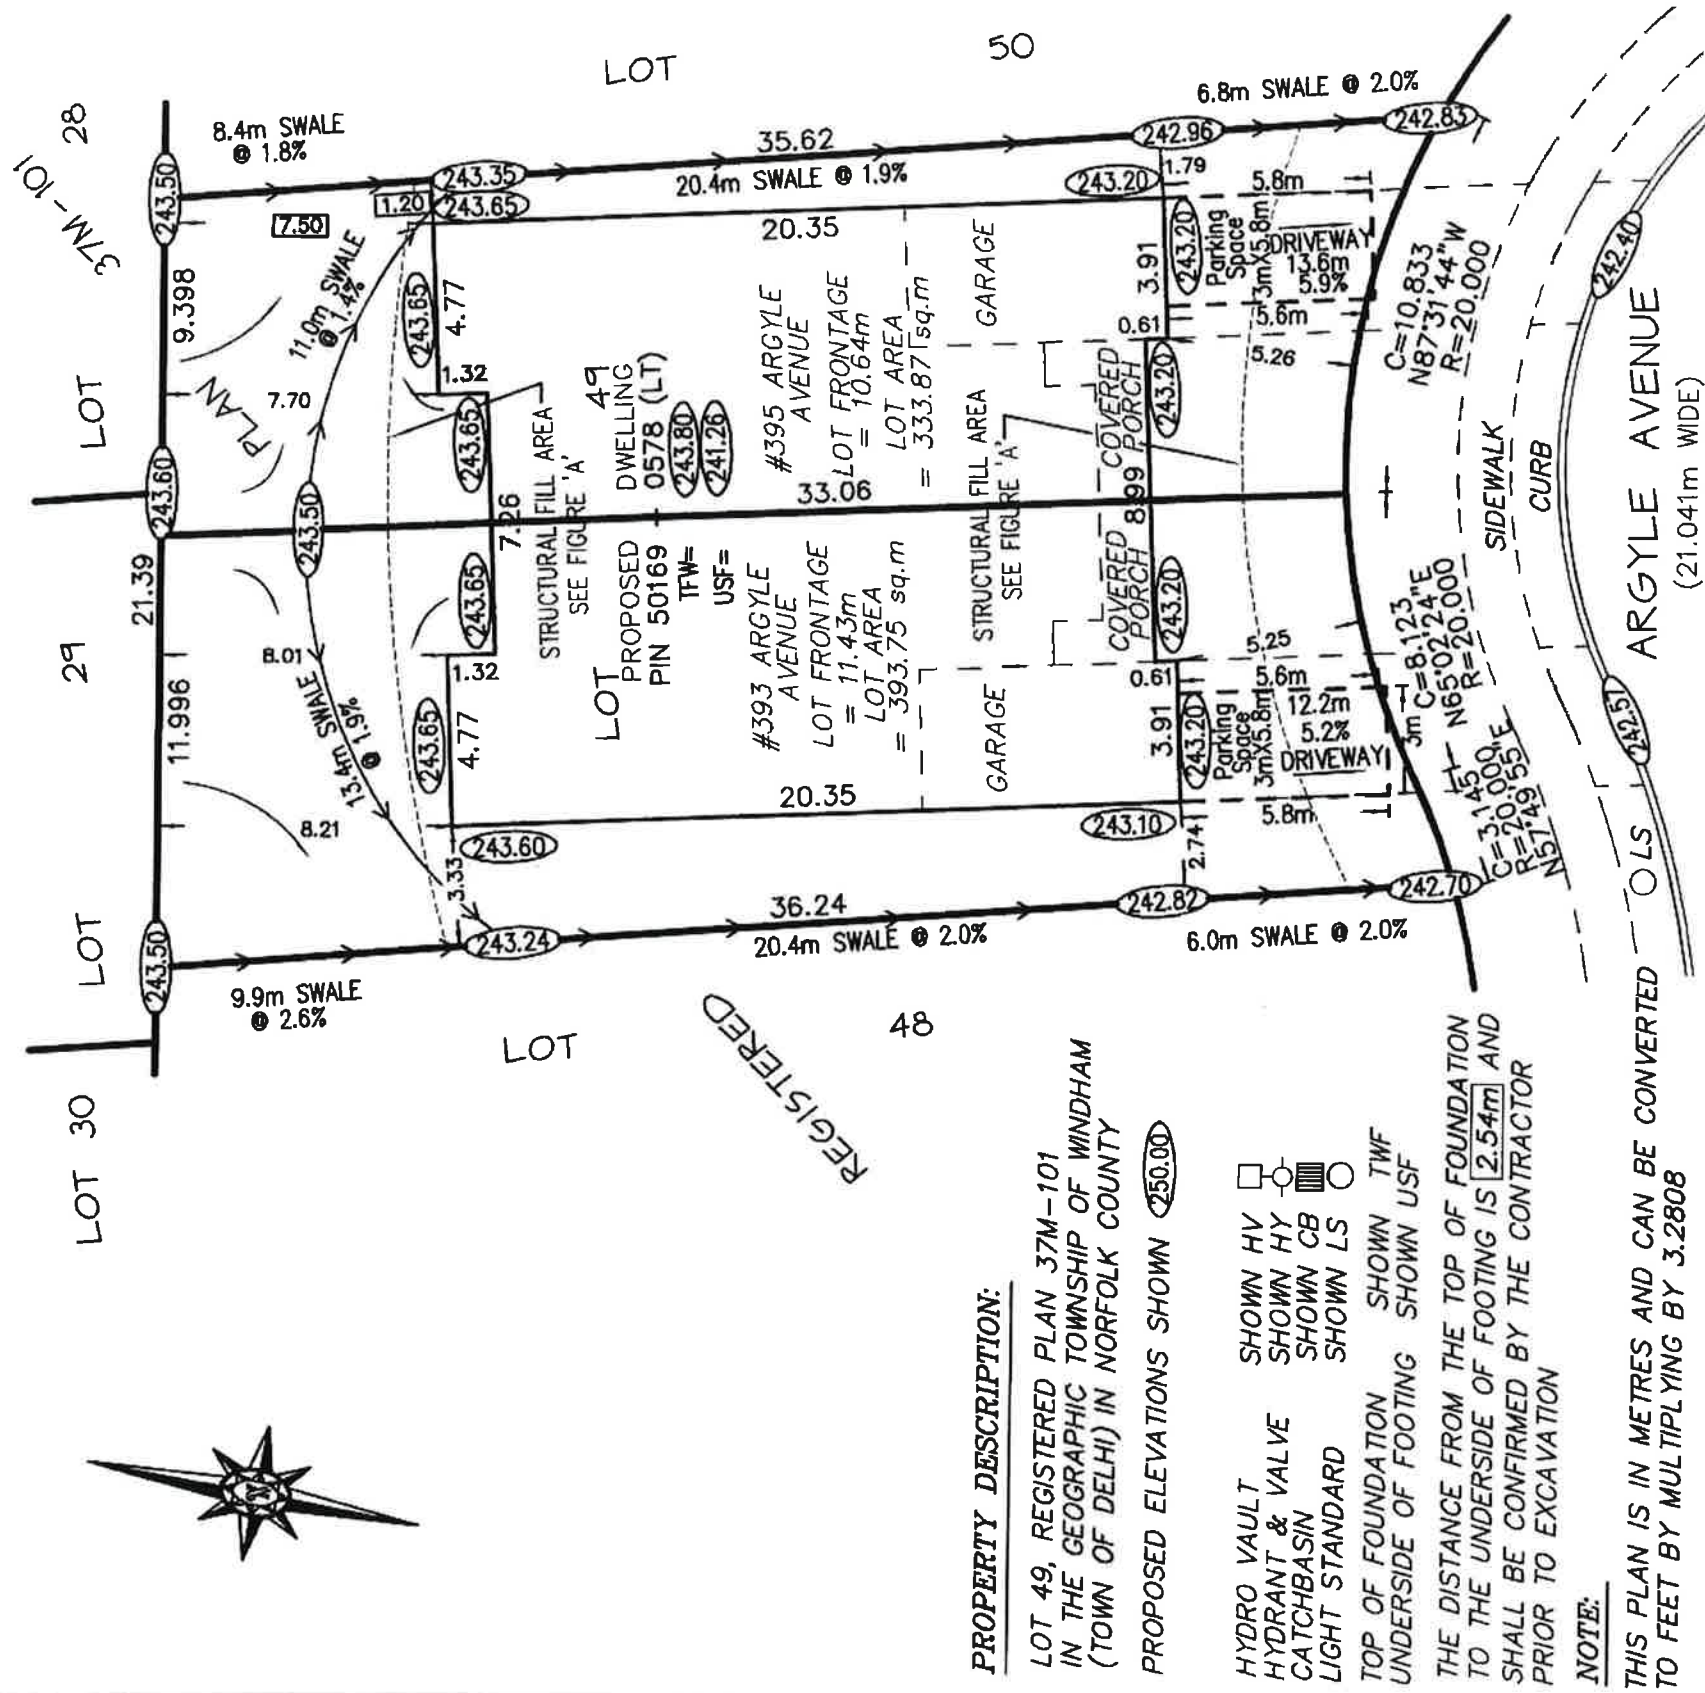 LOT 28
37M-101
PLAN
LOT 29
LOT 30
LOT 50
LOT 48
REGISTERED
8.4m SWALE
@ 1.8%
35.62
20.4m SWALE @ 1.9%
6.8m SWALE @ 2.0%
243.50
243.35
242.96
242.83
7.50
1.20
243.65
243.20
1.79
9.398
11.0m SWALE
@ 1.4%
7.70
243.65
4.77
1.32
243.65
243.60
243.50
21.39
11.996
8.01
13.4m SWALE
@ 1.9%
8.21
243.65
1.32
4.77
243.65
7.26
20.35
20.35
33.06
8.99
STRUCTURAL FILL AREA
SEE FIGURE 'A'
LOT 49
PROPOSED DWELLING
PIN 50169 0578 (LT)
TFW= 243.80
USF= 241.26
#395 ARGYLE
AVENUE
LOT FRONTAGE
= 10.64m
LOT AREA
= 333.87 sq.m
#393 ARGYLE
AVENUE
LOT FRONTAGE
= 11.43m
LOT AREA
= 393.75 sq.m
STRUCTURAL FILL AREA
SEE FIGURE 'A'
GARAGE
GARAGE
COVERED
PORCH
COVERED
PORCH
3.91
0.61
243.20
243.20
243.20
0.61
3.91
243.20
5.8m
Parking
Space
3mX5.8m
DRIVEWAY
13.6m
5.9%
5.6m
5.26
5.25
5.6m
Parking
Space
3mX5.8m
12.2m
5.2%
DRIVEWAY
3m
5.8m
243.60
243.10
3.33
2.74
243.50
243.24
36.24
242.82
242.70
9.9m SWALE
@ 2.6%
20.4m SWALE @ 2.0%
6.0m SWALE @ 2.0%
C=10.833
N87°31'44"W
R=20.000
C=8.123
N65°02'24"E
R=20.000
C=3.145
R=20.000
N57°49'55"E
SIDEWALK
CURB
242.40
242.51
LS
ARGYLE AVENUE
(21.041m WIDE)
PROPERTY DESCRIPTION:
LOT 49, REGISTERED PLAN 37M-101
IN THE GEOGRAPHIC TOWNSHIP OF WINDHAM
(TOWN OF DELHI) IN NORFOLK COUNTY
PROPOSED ELEVATIONS SHOWN 250.00
HYDRO VAULT SHOWN HV
HYDRANT & VALVE SHOWN HY
CATCHBASIN SHOWN CB
LIGHT STANDARD SHOWN LS
TOP OF FOUNDATION SHOWN TWF
UNDERSIDE OF FOOTING SHOWN USF
THE DISTANCE FROM THE TOP OF FOUNDATION
TO THE UNDERSIDE OF FOOTING IS 2.54m AND
SHALL BE CONFIRMED BY THE CONTRACTOR
PRIOR TO EXCAVATION
NOTE:
THIS PLAN IS IN METRES AND CAN BE CONVERTED
TO FEET BY MULTIPLYING BY 3.2808